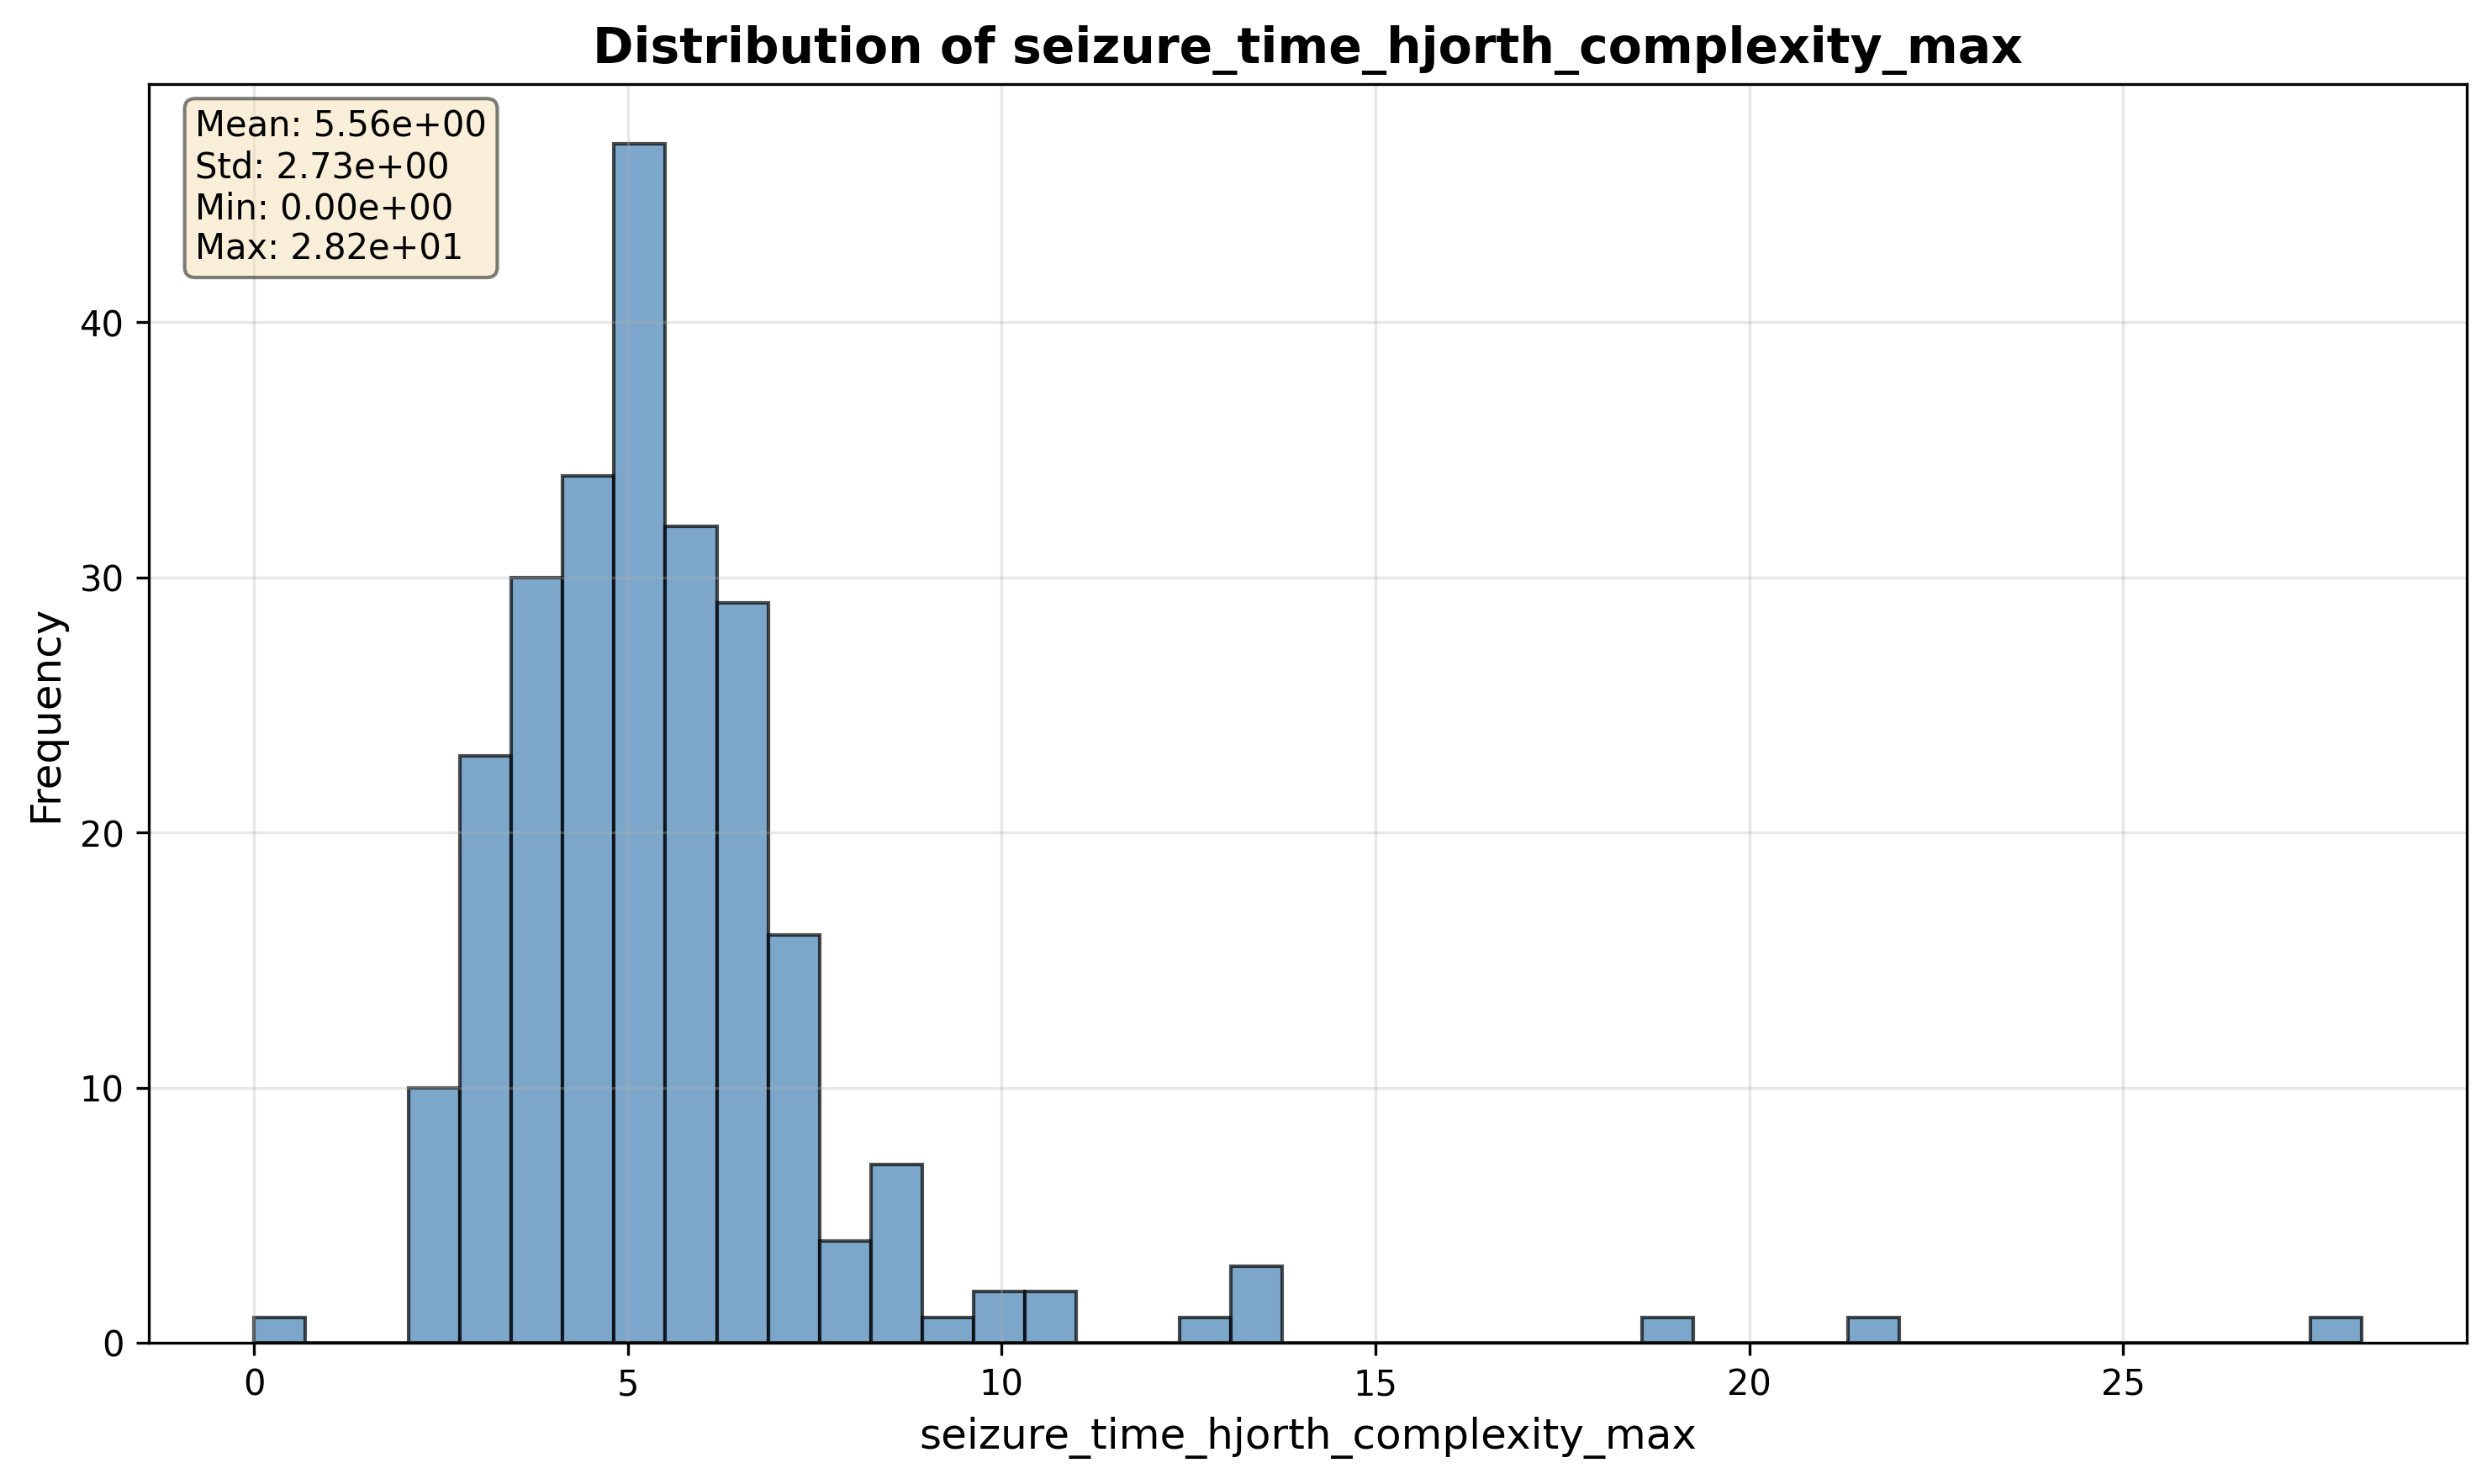 Distribution of seizure_time_hjorth_complexity_max
Mean: 5.56e+00
Std: 2.73e+00
Min: 0.00e+00
Max: 2.82e+01
40
30
20
10
0
Frequency
0 5 10 15 20 25
seizure_time_hjorth_complexity_max